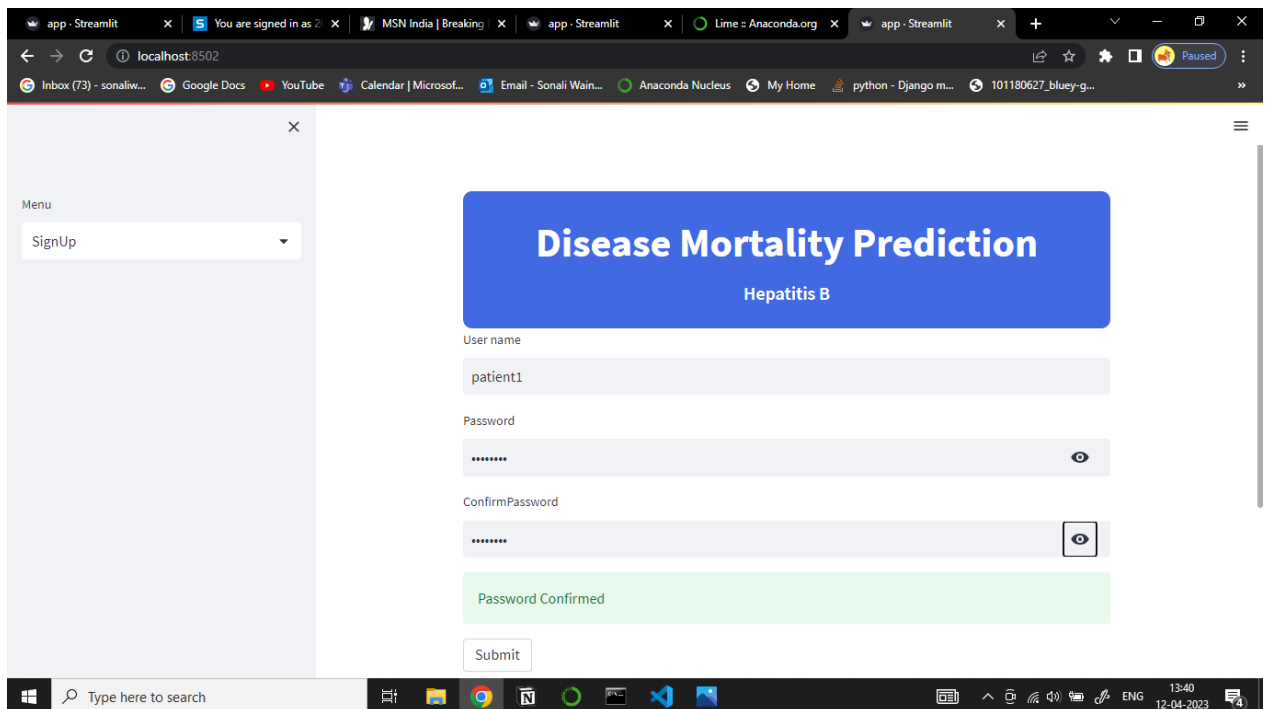 app · Streamlit
S You are signed in as 2
MSN India | Breaking
app · Streamlit
Lime :: Anaconda.org
app · Streamlit
localhost:8502
Paused
Inbox (73) - sonaliw...
Google Docs
YouTube
Calendar | Microsof...
Email - Sonali Wain...
Anaconda Nucleus
My Home
python - Django m...
101180627_bluey-g...
Menu
SignUp
Disease Mortality Prediction
Hepatitis B
User name
patient1
Password
••••••••
ConfirmPassword
••••••••
Password Confirmed
Submit
Type here to search
ENG
13:40
12-04-2023
4